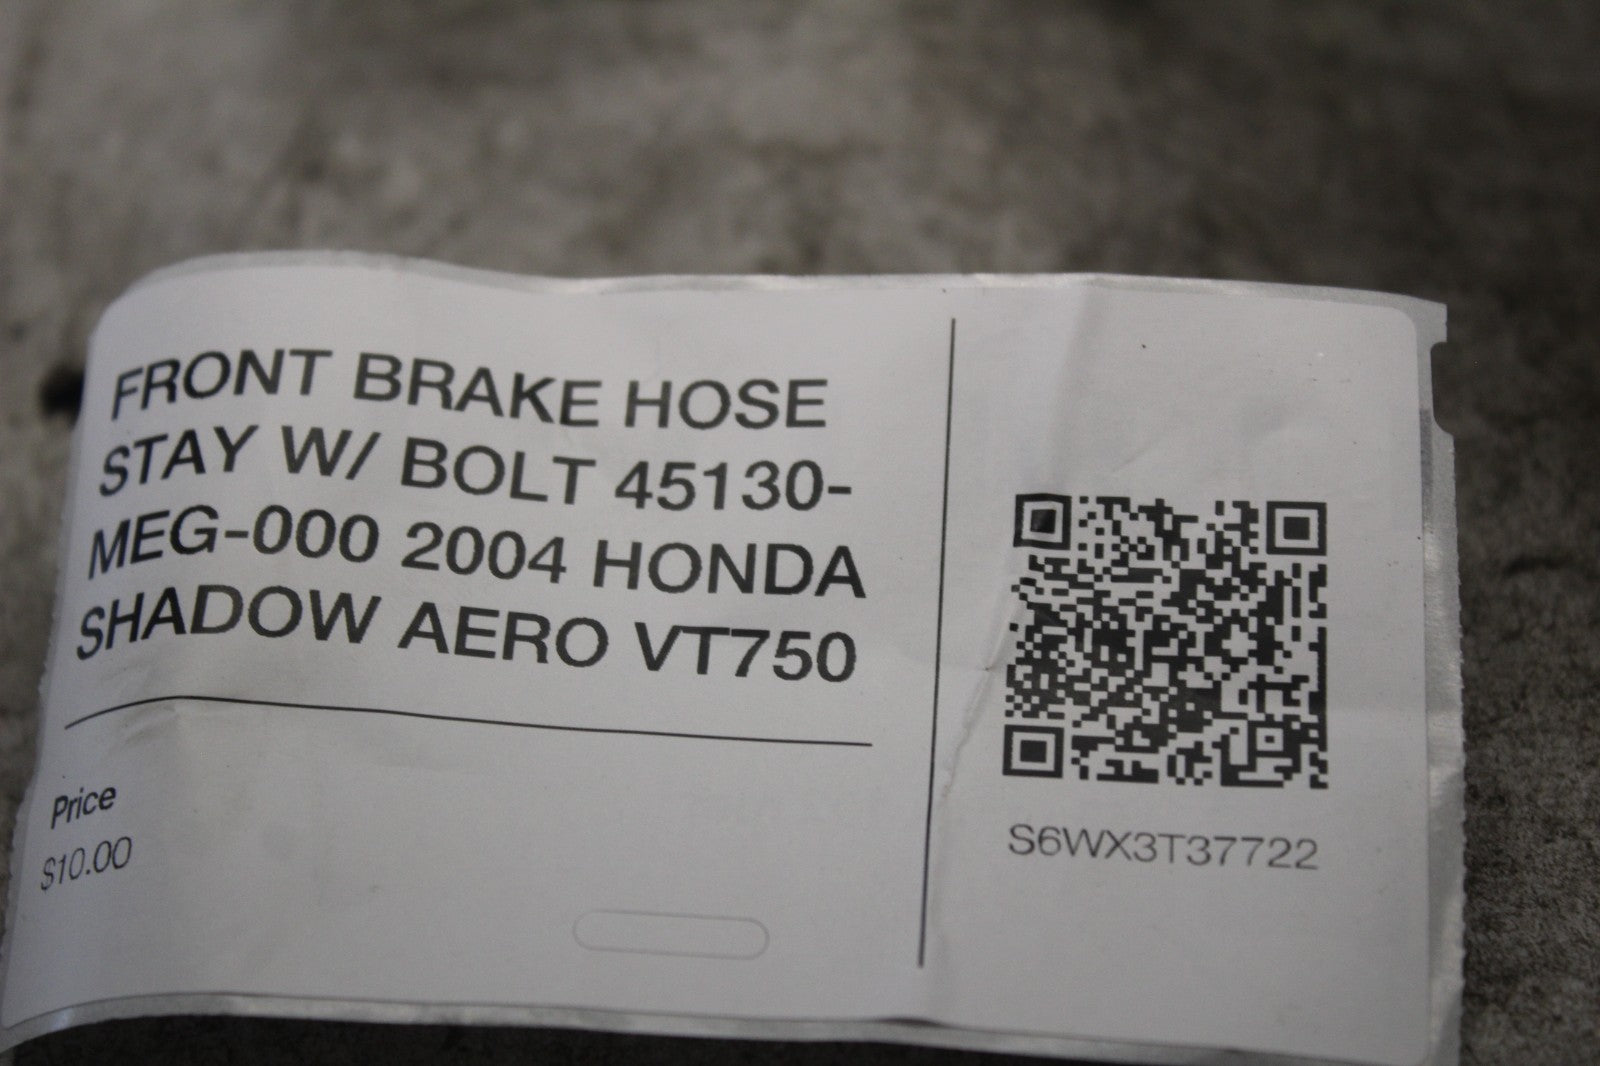 FRONT BRAKE HOSE
STAY W/ BOLT 45130-
MEG-000 2004 HONDA
SHADOW AERO VT750
Price
$10.00
S6WX3T37722